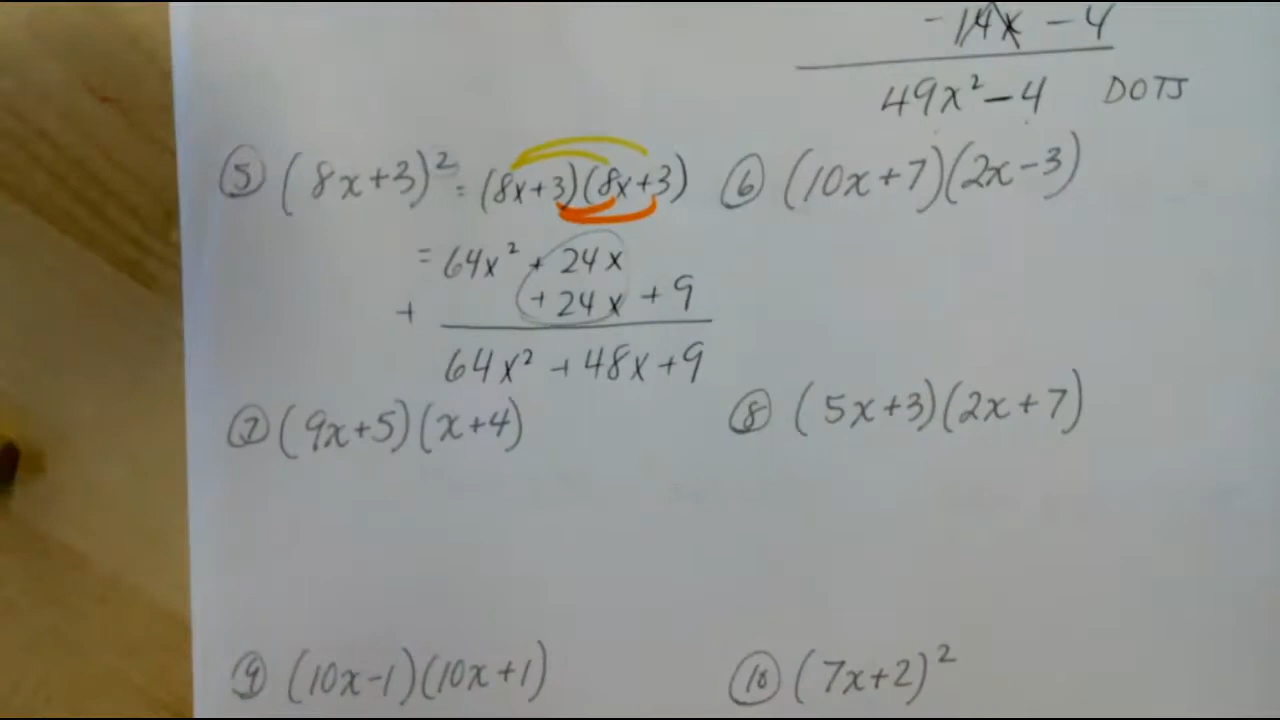 -14x - 4
49x² - 4 DOTS
⑤ (8x+3)² = (8x+3)(8x+3)
= 64x² + 24x
+ +24x + 9
64x² + 48x + 9
⑥ (10x+7)(2x-3)
⑦ (9x+5)(x+4)
⑧ (5x+3)(2x+7)
⑨ (10x-1)(10x+1)
⑩ (7x+2)²